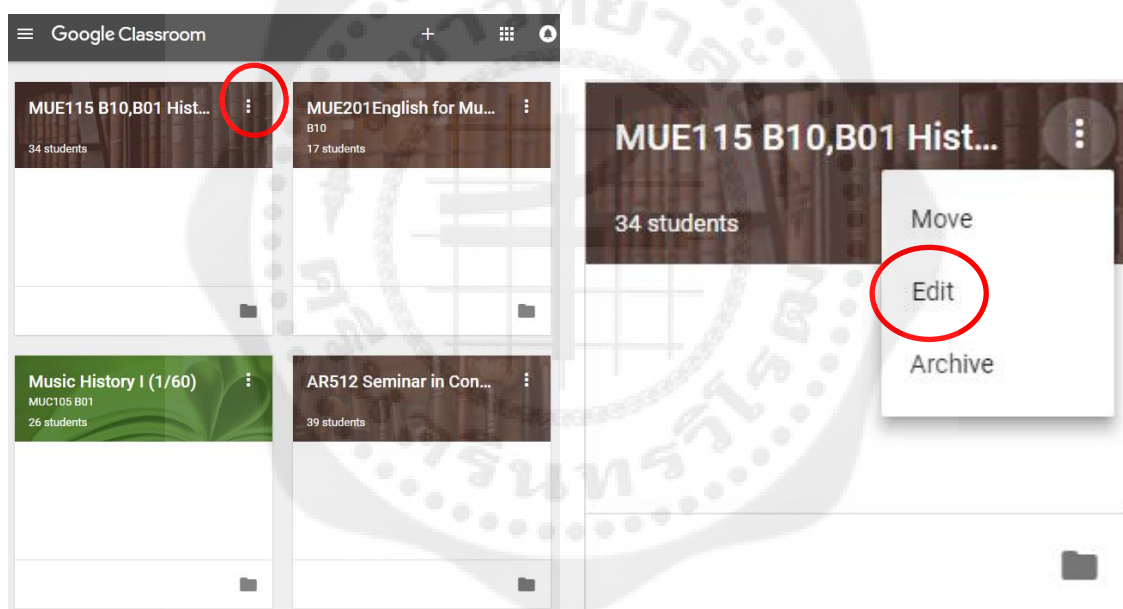 Google Classroom
MUE115 B10,B01 Hist...
34 students
MUE201English for Mu...
B10
17 students
Music History I (1/60)
MUC105 B01
26 students
AR512 Seminar in Con...
39 students
MUE115 B10,B01 Hist...
34 students
Move
Edit
Archive